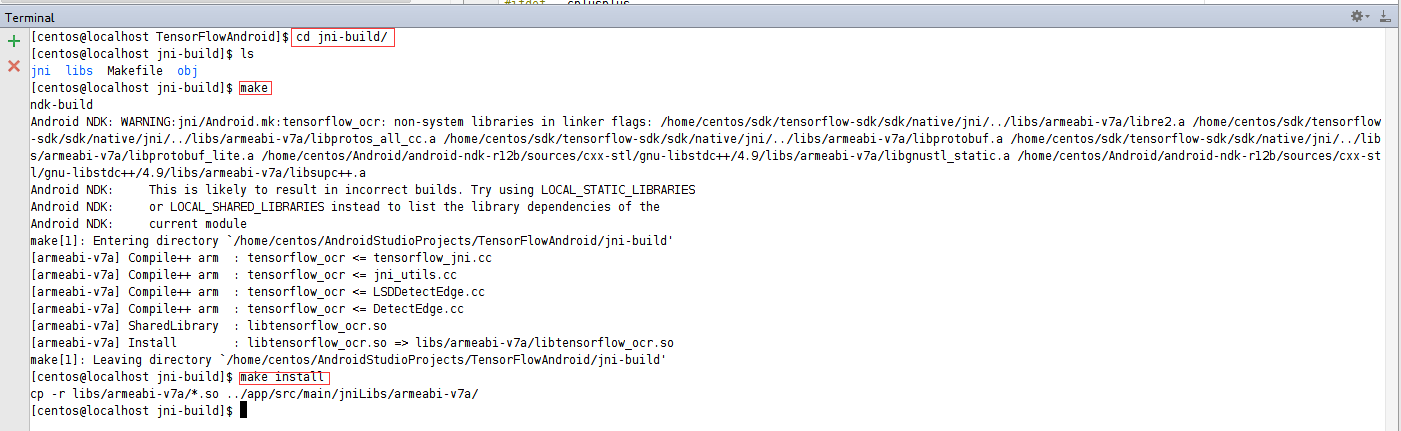 #ifdef __cplusplus
Terminal
[centos@localhost TensorFlowAndroid]$ cd jni-build/
[centos@localhost jni-build]$ ls
jni  libs  Makefile  obj
[centos@localhost jni-build]$ make
ndk-build
Android NDK: WARNING:jni/Android.mk:tensorflow_ocr: non-system libraries in linker flags: /home/centos/sdk/tensorflow-sdk/sdk/native/jni/../libs/armeabi-v7a/libre2.a /home/centos/sdk/tensorflow
-sdk/sdk/native/jni/../libs/armeabi-v7a/libprotos_all_cc.a /home/centos/sdk/tensorflow-sdk/sdk/native/jni/../libs/armeabi-v7a/libprotobuf.a /home/centos/sdk/tensorflow-sdk/sdk/native/jni/../lib
s/armeabi-v7a/libprotobuf_lite.a /home/centos/Android/android-ndk-r12b/sources/cxx-stl/gnu-libstdc++/4.9/libs/armeabi-v7a/libgnustl_static.a /home/centos/Android/android-ndk-r12b/sources/cxx-st
l/gnu-libstdc++/4.9/libs/armeabi-v7a/libsupc++.a
Android NDK:     This is likely to result in incorrect builds. Try using LOCAL_STATIC_LIBRARIES
Android NDK:     or LOCAL_SHARED_LIBRARIES instead to list the library dependencies of the
Android NDK:     current module
make[1]: Entering directory `/home/centos/AndroidStudioProjects/TensorFlowAndroid/jni-build'
[armeabi-v7a] Compile++ arm  : tensorflow_ocr <= tensorflow_jni.cc
[armeabi-v7a] Compile++ arm  : tensorflow_ocr <= jni_utils.cc
[armeabi-v7a] Compile++ arm  : tensorflow_ocr <= LSDDetectEdge.cc
[armeabi-v7a] Compile++ arm  : tensorflow_ocr <= DetectEdge.cc
[armeabi-v7a] SharedLibrary  : libtensorflow_ocr.so
[armeabi-v7a] Install        : libtensorflow_ocr.so => libs/armeabi-v7a/libtensorflow_ocr.so
make[1]: Leaving directory `/home/centos/AndroidStudioProjects/TensorFlowAndroid/jni-build'
[centos@localhost jni-build]$ make install
cp -r libs/armeabi-v7a/*.so ../app/src/main/jniLibs/armeabi-v7a/
[centos@localhost jni-build]$